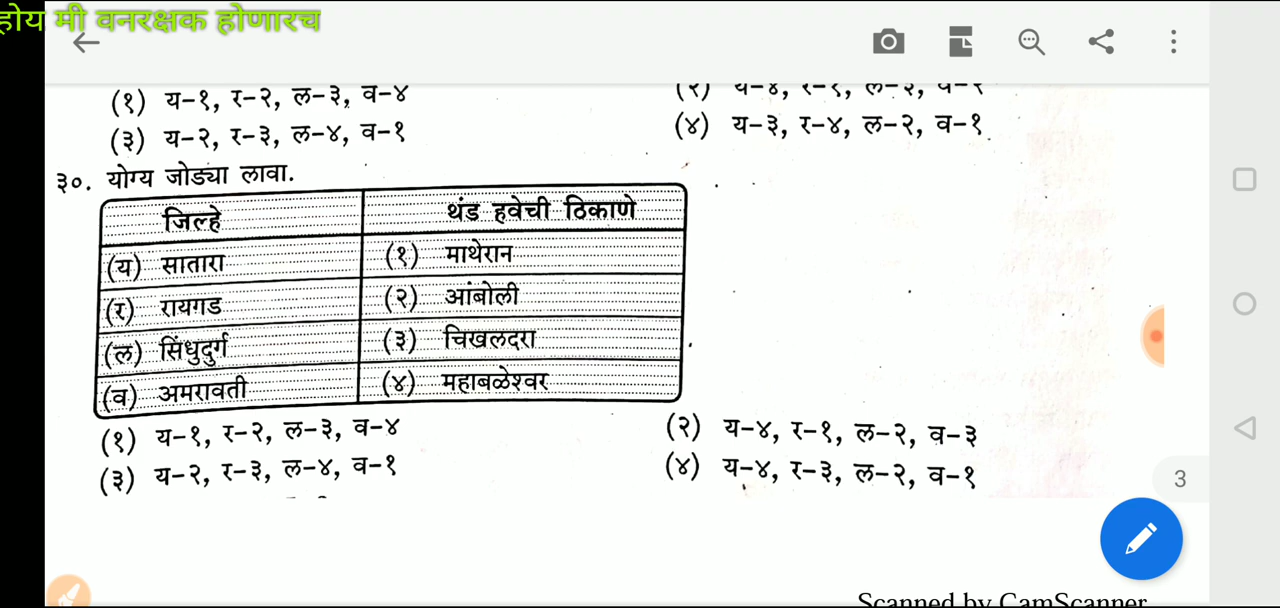 होय मी वनरक्षक होणारच
(१) य-१, र-२, ल-३, व-४
(३) य-२, र-३, ल-४, व-१
(४) य-३, र-४, ल-२, व-१
३०. योग्य जोड्या लावा.
जिल्हे थंड हवेची ठिकाणे
(य) सातारा (१) माथेरान
(र) रायगड (२) आंबोली
(ल) सिंधुदुर्ग (३) चिखलदरा
(व) अमरावती (४) महाबळेश्वर
(१) य-१, र-२, ल-३, व-४
(२) य-४, र-१, ल-२, व-३
(३) य-२, र-३, ल-४, व-१
(४) य-४, र-३, ल-२, व-१
3
Scanned by CamScanner